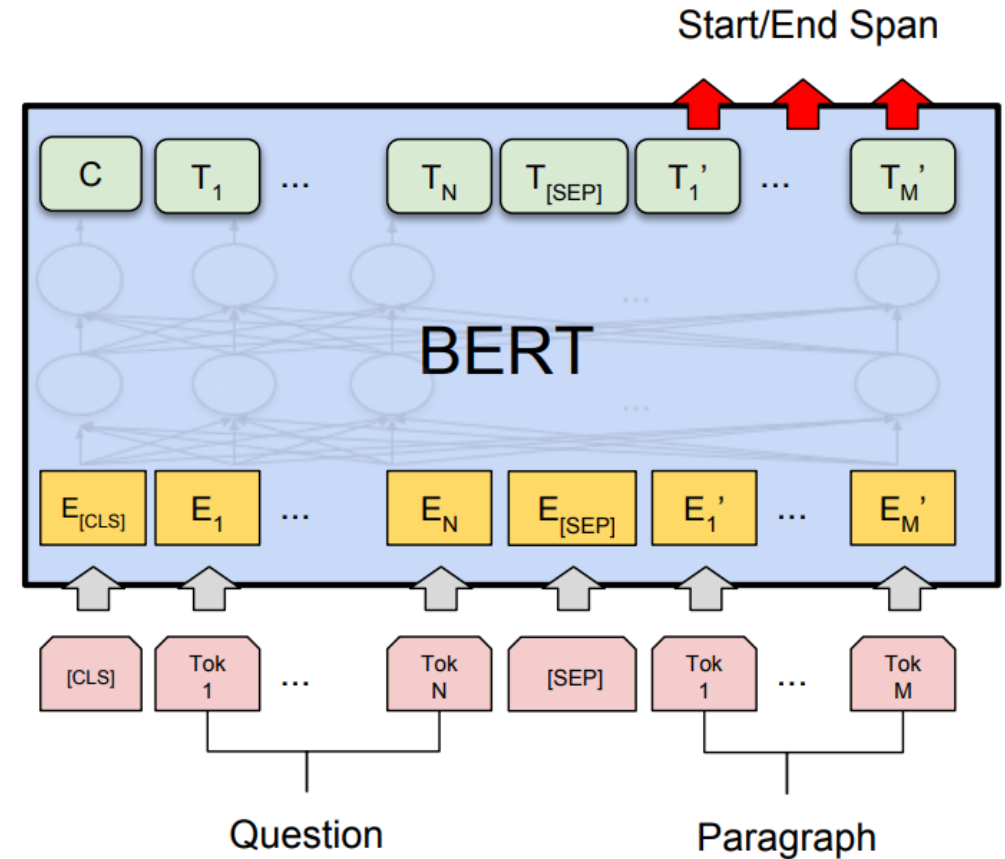 Start/End Span
C T1 ... TN T[SEP] T1’ ... TM’
...
BERT
...
E[CLS] E1 ... EN E[SEP] E1’ ... EM’
[CLS] Tok 1 ... Tok N [SEP] Tok 1 ... Tok M
Question Paragraph